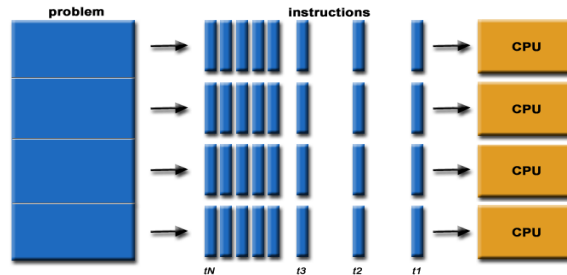 problem
instructions
CPU
CPU
CPU
CPU
tN t3 t2 t1